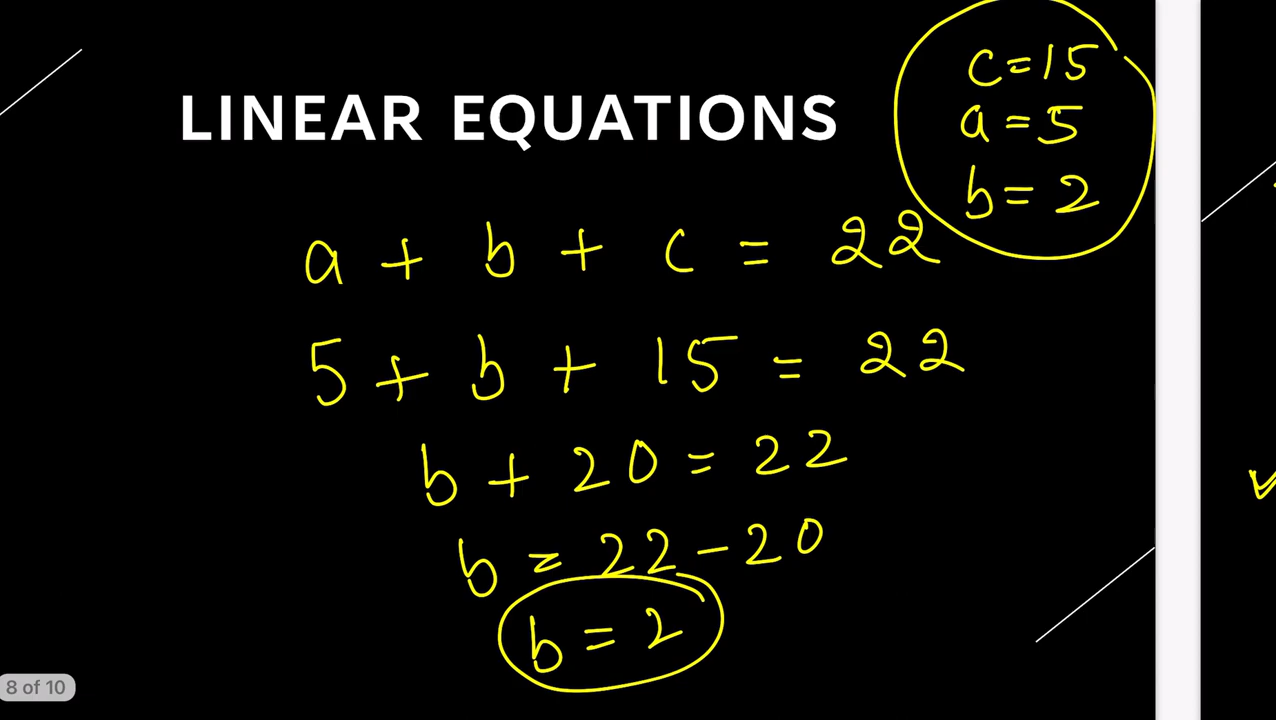 LINEAR EQUATIONS
c=15
a=5
b=2
a + b + c = 22
5 + b + 15 = 22
b + 20 = 22
b = 22-20
b = 2
8 of 10